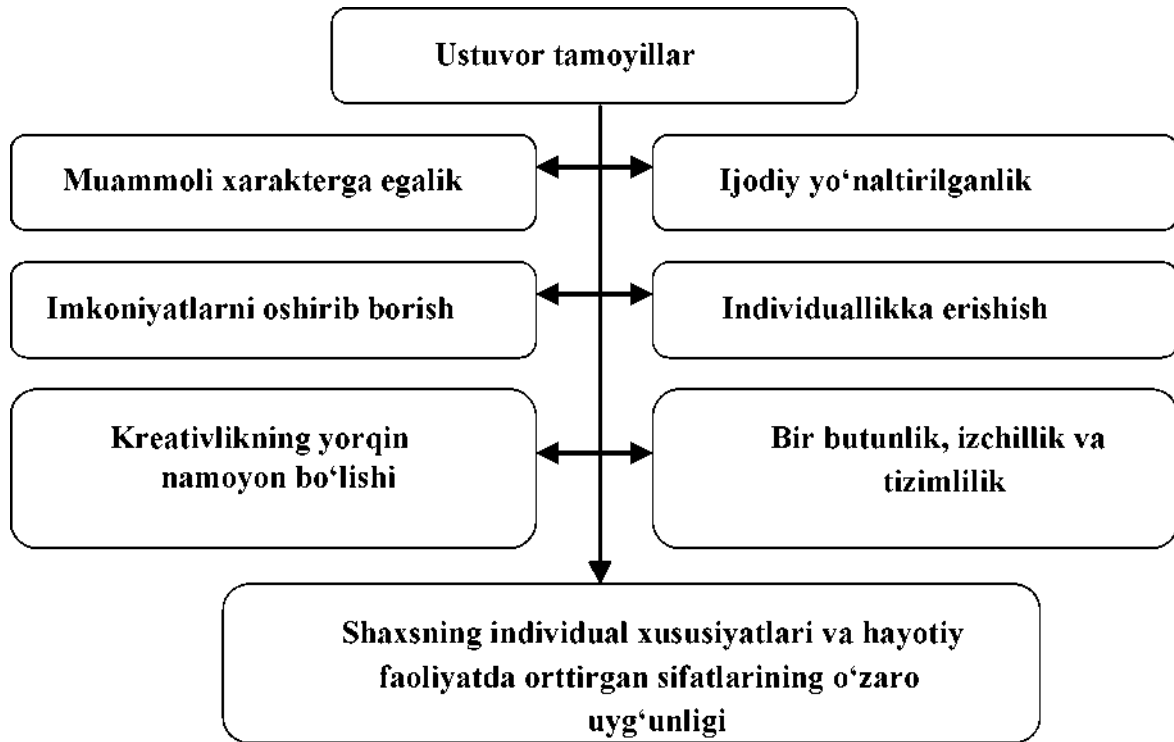 Ustuvor tamoyillar
Muammoli xarakterga egalik
Ijodiy yo‘naltirilganlik
Imkoniyatlarni oshirib borish
Individuallikka erishish
Kreativlikning yorqin
namoyon bo‘lishi
Bir butunlik, izchillik va
tizimlilik
Shaxsning individual xususiyatlari va hayotiy
faoliyatda orttirgan sifatlarining o‘zaro
uyg‘unligi